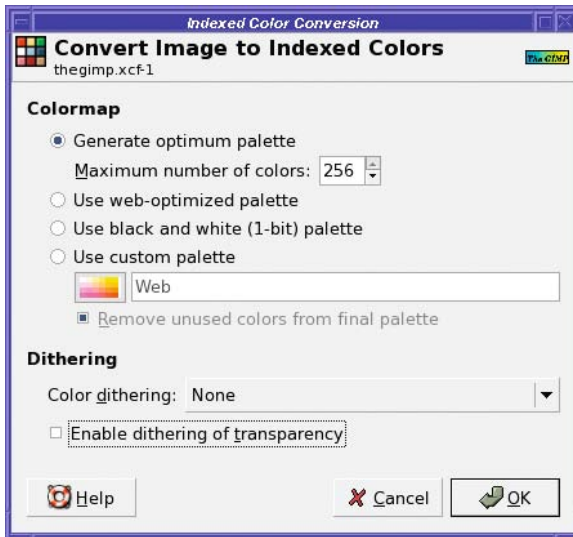 Indexed Color Conversion
Convert Image to Indexed Colors
thegimp.xcf-1
The GIMP
Colormap
Generate optimum palette
Maximum number of colors: 256
Use web-optimized palette
Use black and white (1-bit) palette
Use custom palette
Web
Remove unused colors from final palette
Dithering
Color dithering: None
Enable dithering of transparency
Help Cancel OK